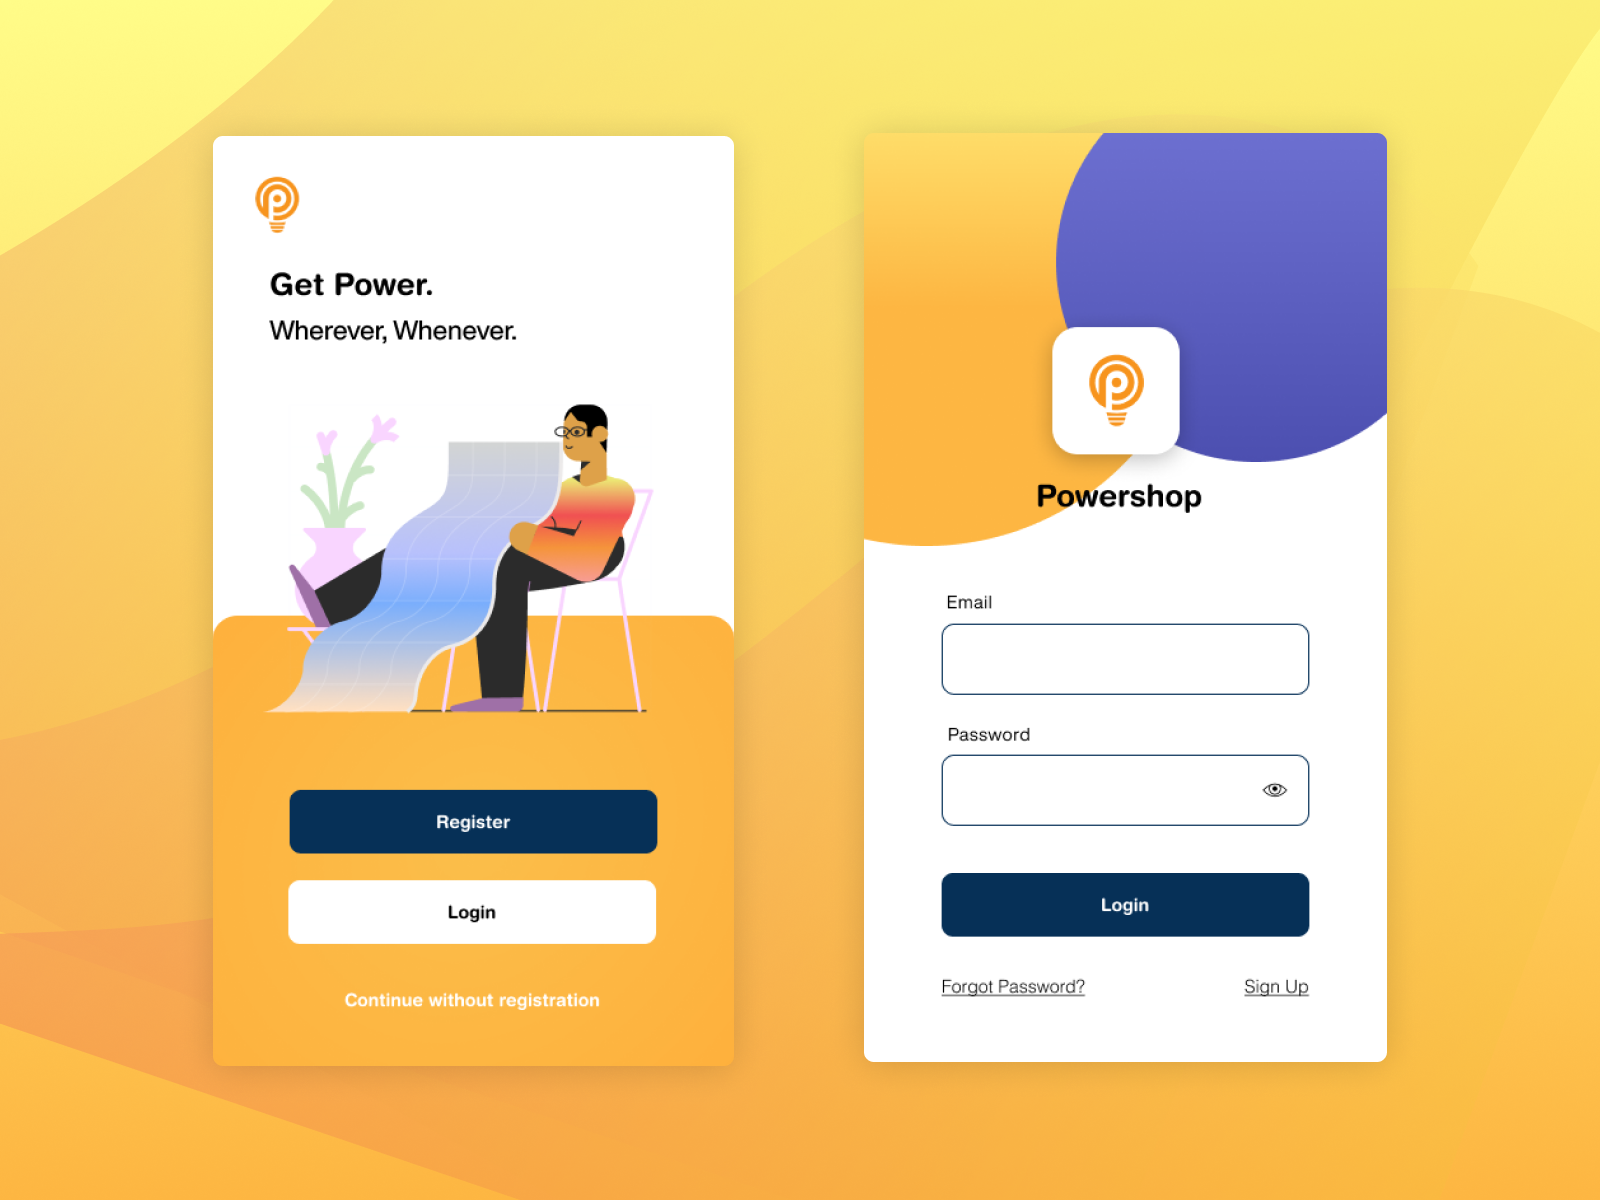 Get Power.
Wherever, Whenever.
Register
Login
Continue without registration
Powershop
Email
Password
Login
Forgot Password?
Sign Up